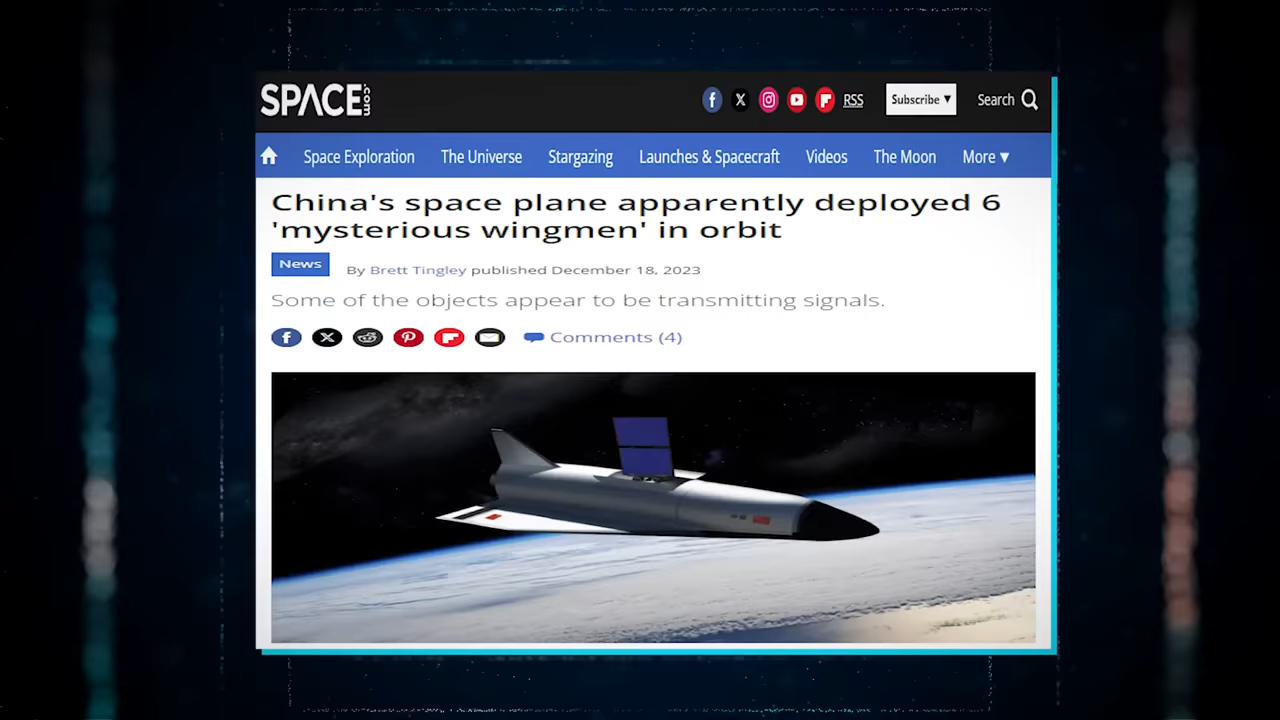 SPACE.com
RSS
Subscribe ▼
Search
Space Exploration
The Universe
Stargazing
Launches & Spacecraft
Videos
The Moon
More ▼
China's space plane apparently deployed 6
'mysterious wingmen' in orbit
News
By Brett Tingley published December 18, 2023
Some of the objects appear to be transmitting signals.
Comments (4)